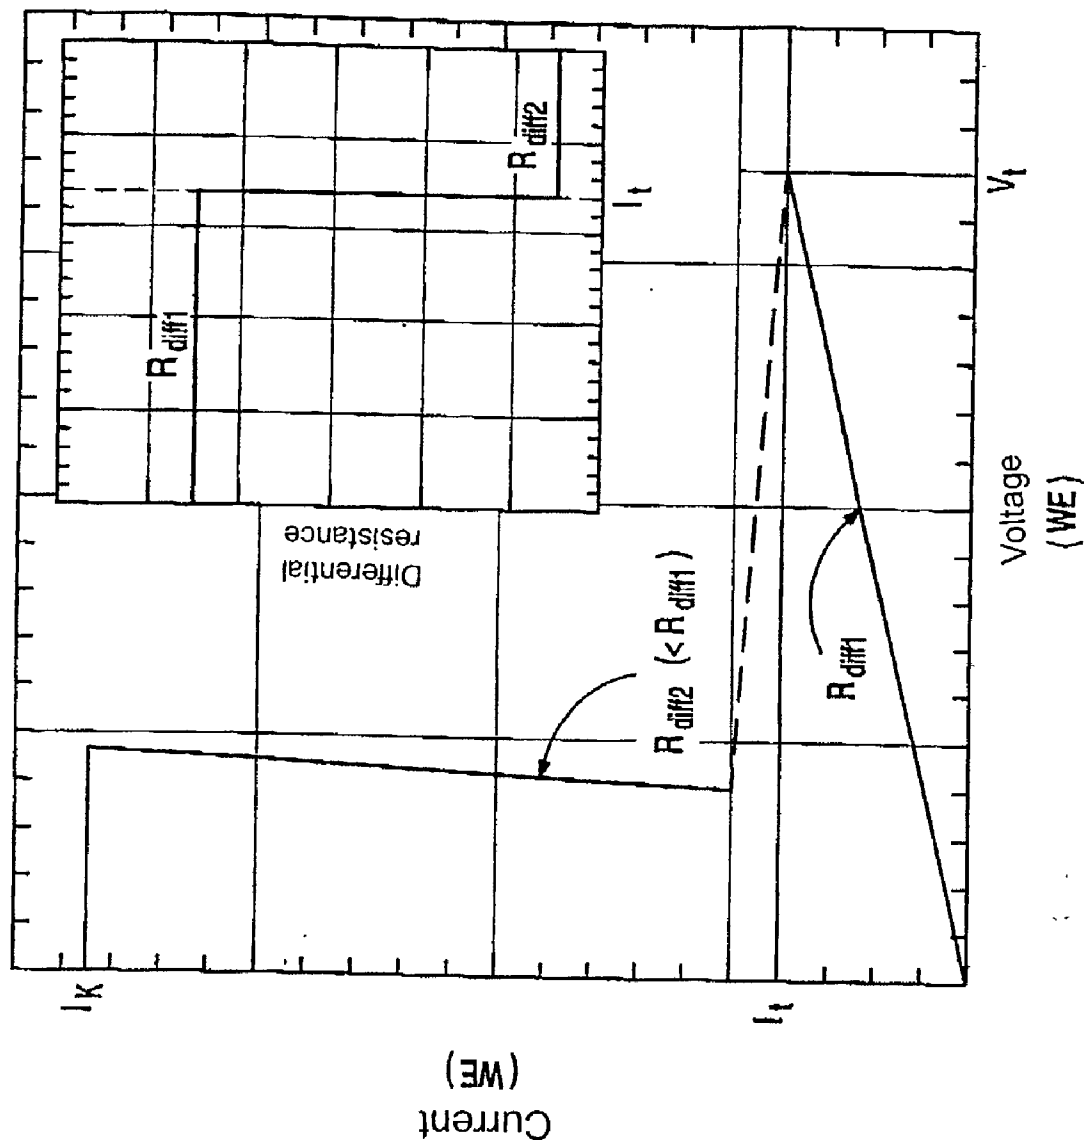 R_diff1
R_diff2
I_t
Differential
resistance
I_K
R_diff2 (< R_diff1)
R_diff1
I_t
V_t
Current
(WE)
Voltage
(WE)